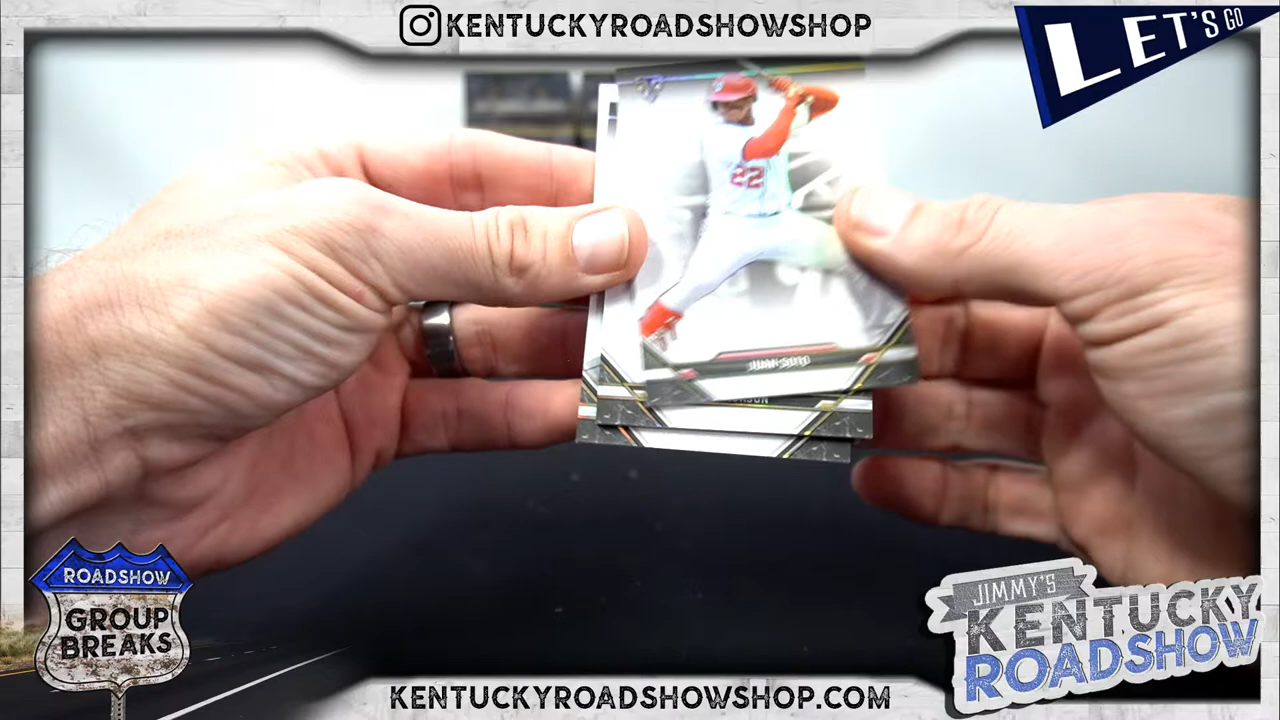 KENTUCKYROADSHOWSHOP
LET'S GO
22
JUAN SOTO
ROADSHOW
GROUP
BREAKS
JIMMY'S
KENTUCKY
ROADSHOW
KENTUCKYROADSHOWSHOP.COM